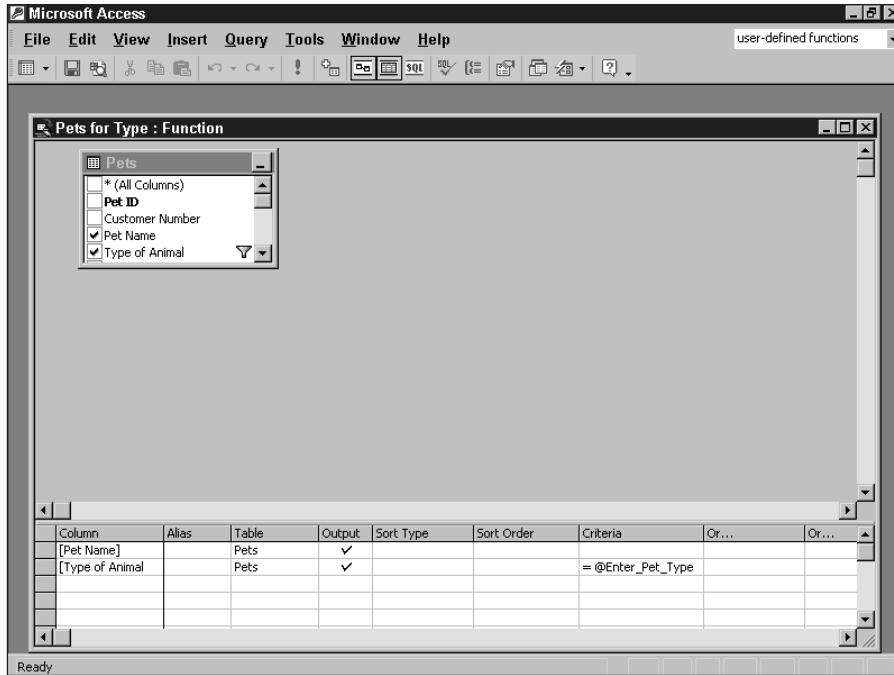 Microsoft Access
File Edit View Insert Query Tools Window Help
user-defined functions
SQL SQL
Pets for Type : Function
Pets
* (All Columns)
Pet ID
Customer Number
Pet Name
Type of Animal
Column Alias Table Output Sort Type Sort Order Criteria Or... Or...
[Pet Name] Pets
[Type of Animal Pets = @Enter_Pet_Type
Ready